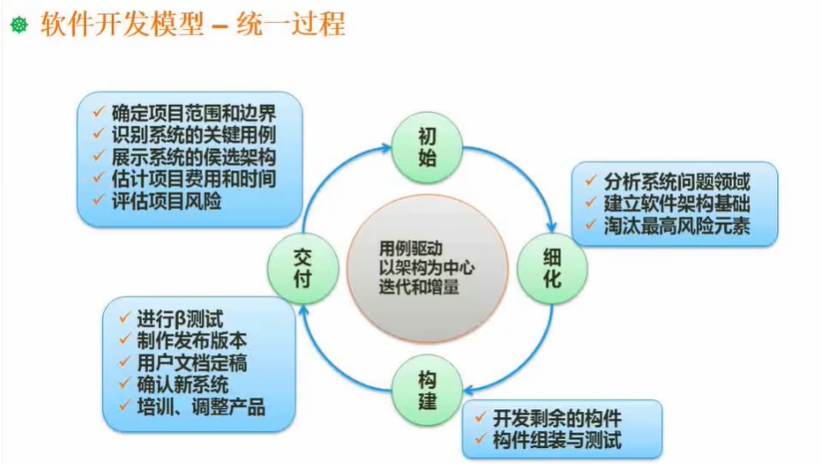 软件开发模型 – 统一过程
确定项目范围和边界
识别系统的关键用例
展示系统的侯选架构
估计项目费用和时间
评估项目风险
初
始
分析系统问题领域
建立软件架构基础
淘汰最高风险元素
用例驱动
以架构为中心
迭代和增量
交
付
细
化
进行β测试
制作发布版本
用户文档定稿
确认新系统
培训、调整产品
构
建
开发剩余的构件
构件组装与测试